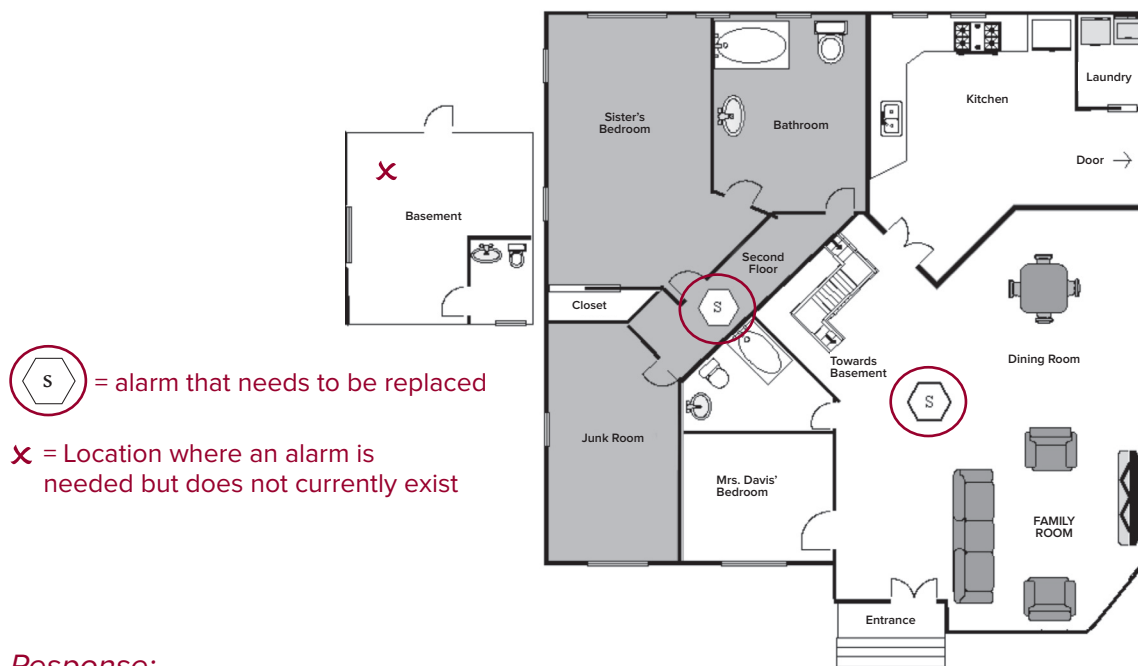 Sister's
Bedroom
Bathroom
Kitchen
Laundry
Door
Basement
Second
Floor
Closet
S
Towards
Basement
Dining Room
S
S = alarm that needs to be replaced
Junk Room
x = Location where an alarm is
needed but does not currently exist
Mrs. Davis'
Bedroom
FAMILY
ROOM
Entrance
Response: